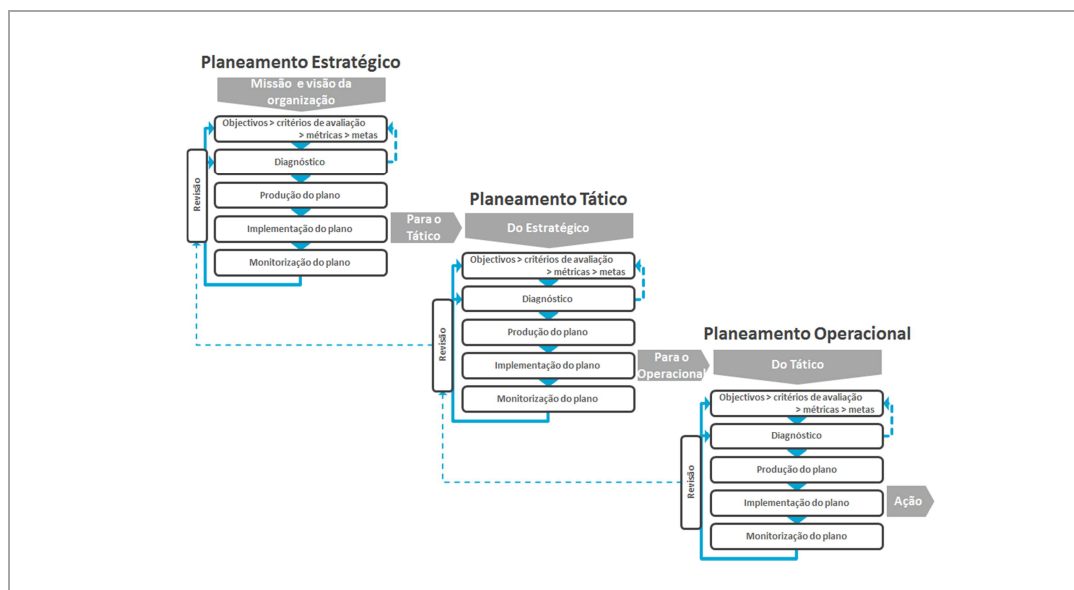 Planeamento Estratégico
Missão e visão da
organização
Objectivos > critérios de avaliação
> métricas > metas
Diagnóstico
Produção do plano
Implementação do plano
Monitorização do plano
Revisão
Para o
Tático
Planeamento Tático
Do Estratégico
Objectivos > critérios de avaliação
> métricas > metas
Diagnóstico
Produção do plano
Implementação do plano
Monitorização do plano
Revisão
Para o
Operacional
Planeamento Operacional
Do Tático
Objectivos > critérios de avaliação
> métricas > metas
Diagnóstico
Produção do plano
Implementação do plano
Monitorização do plano
Revisão
Ação